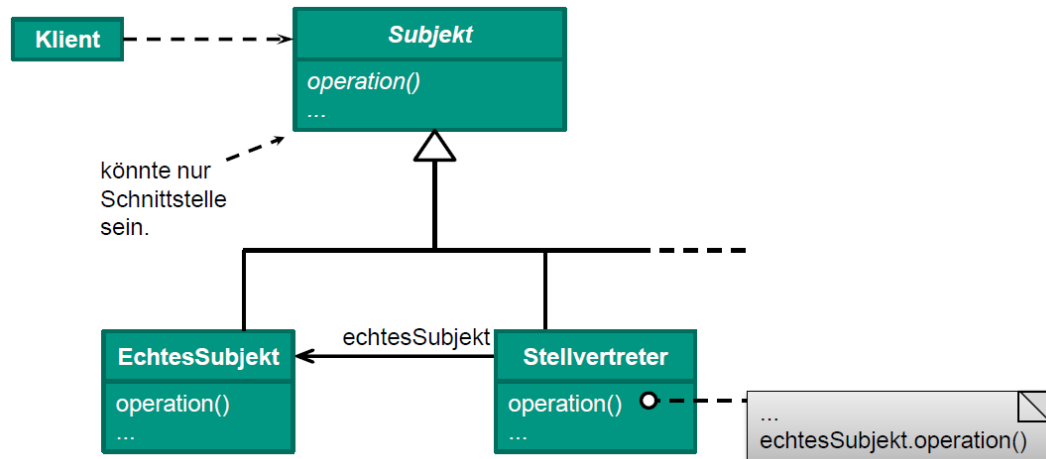 Klient
Subjekt
operation()
...
könnte nur
Schnittstelle
sein.
echtesSubjekt
EchtesSubjekt
operation()
...
Stellvertreter
operation()
...
...
echtesSubjekt.operation()